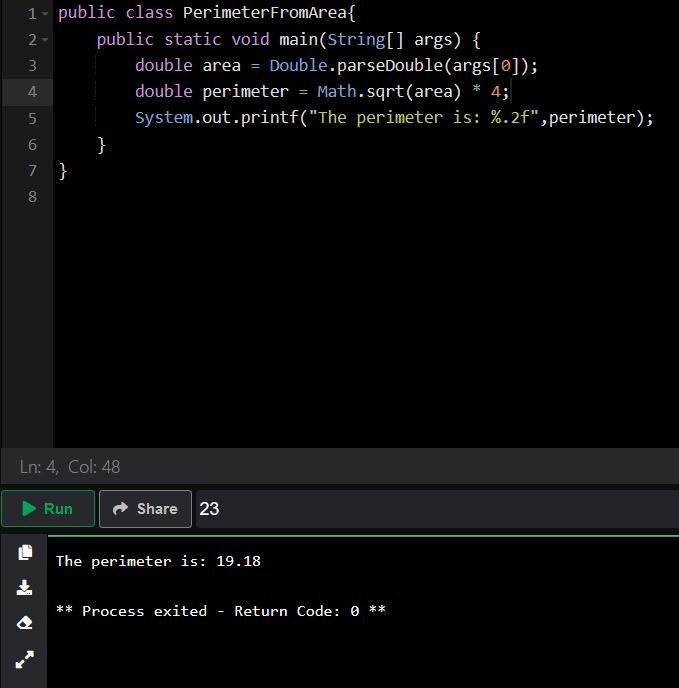 1 public class PerimeterFromArea{
2     public static void main(String[] args) {
3         double area = Double.parseDouble(args[0]);
4         double perimeter = Math.sqrt(area) * 4;
5         System.out.printf("The perimeter is: %.2f",perimeter);
6     }
7 }
8
Ln: 4, Col: 48
Run Share 23
The perimeter is: 19.18
** Process exited - Return Code: 0 **